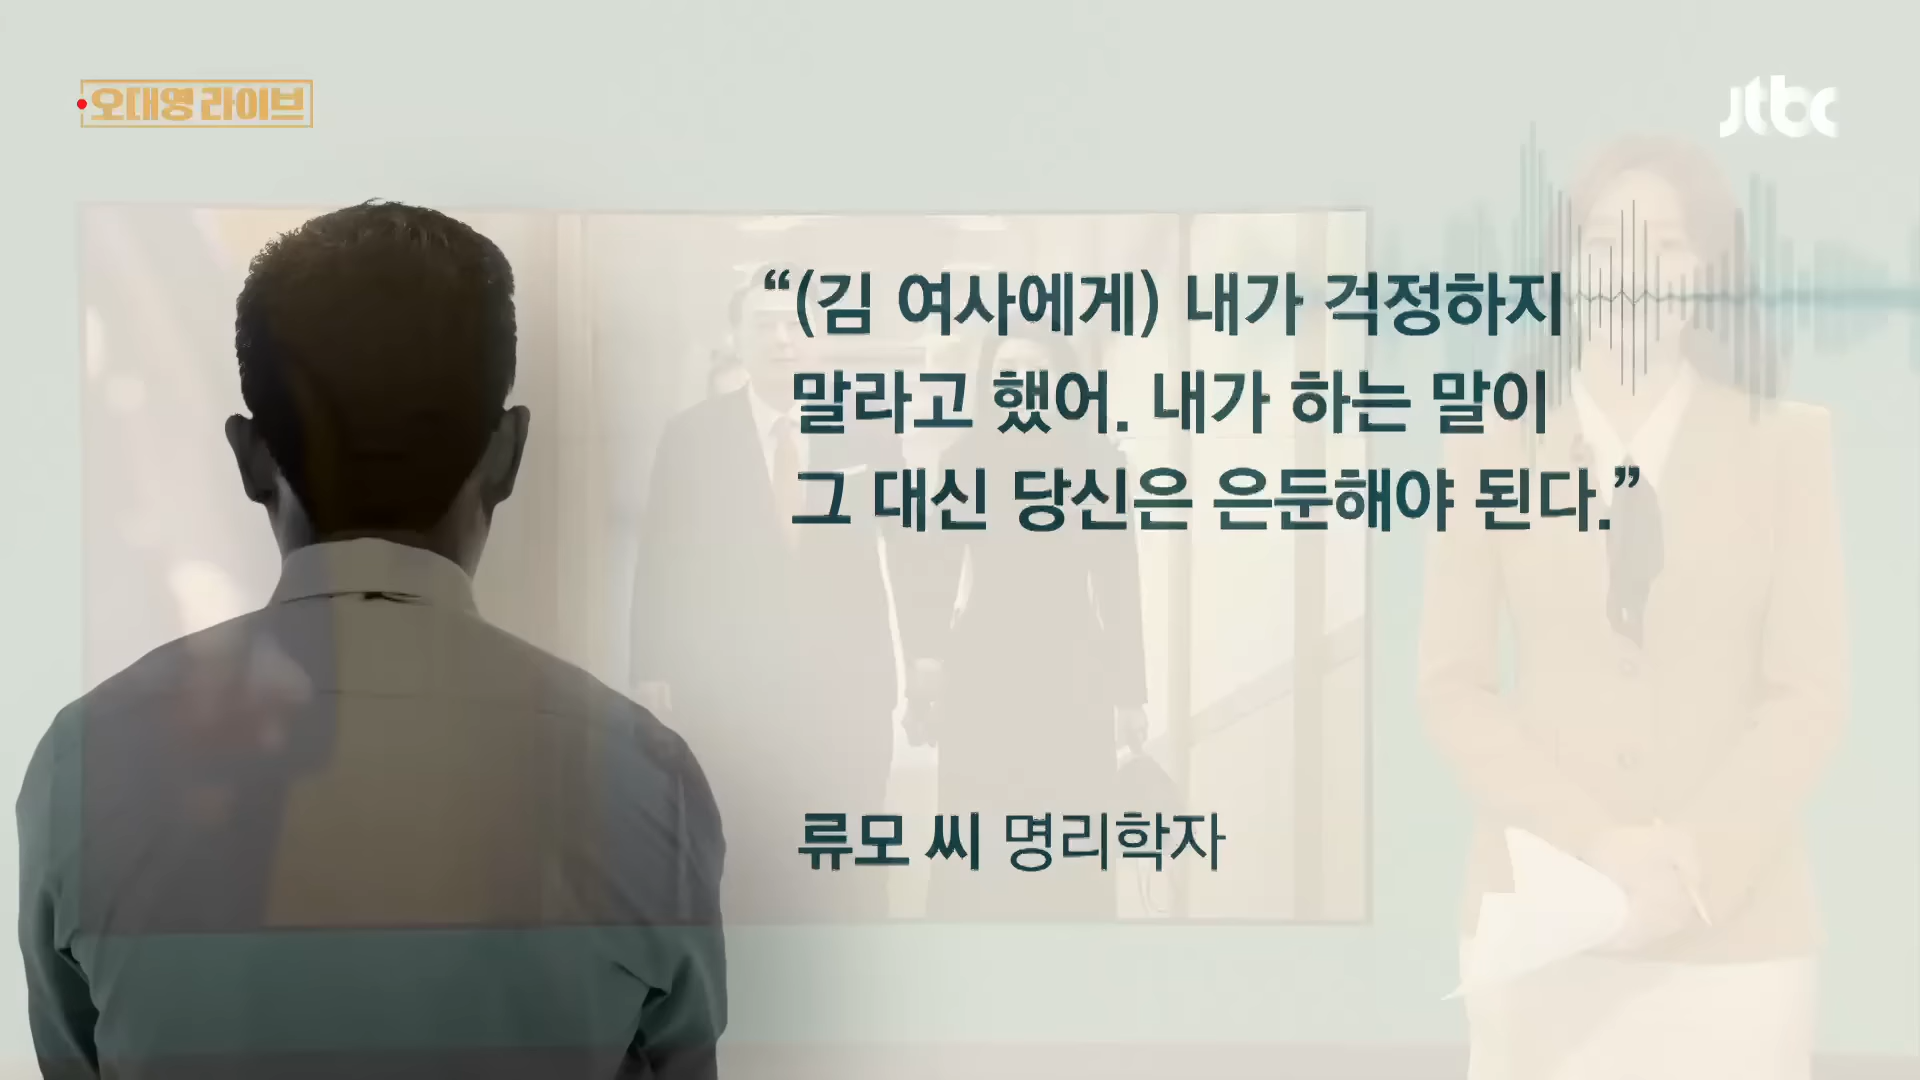 오대영 라이브
jtbc
“(김 여사에게) 내가 걱정하지
말라고 했어. 내가 하는 말이
그 대신 당신은 은둔해야 된다.”
류모 씨 명리학자